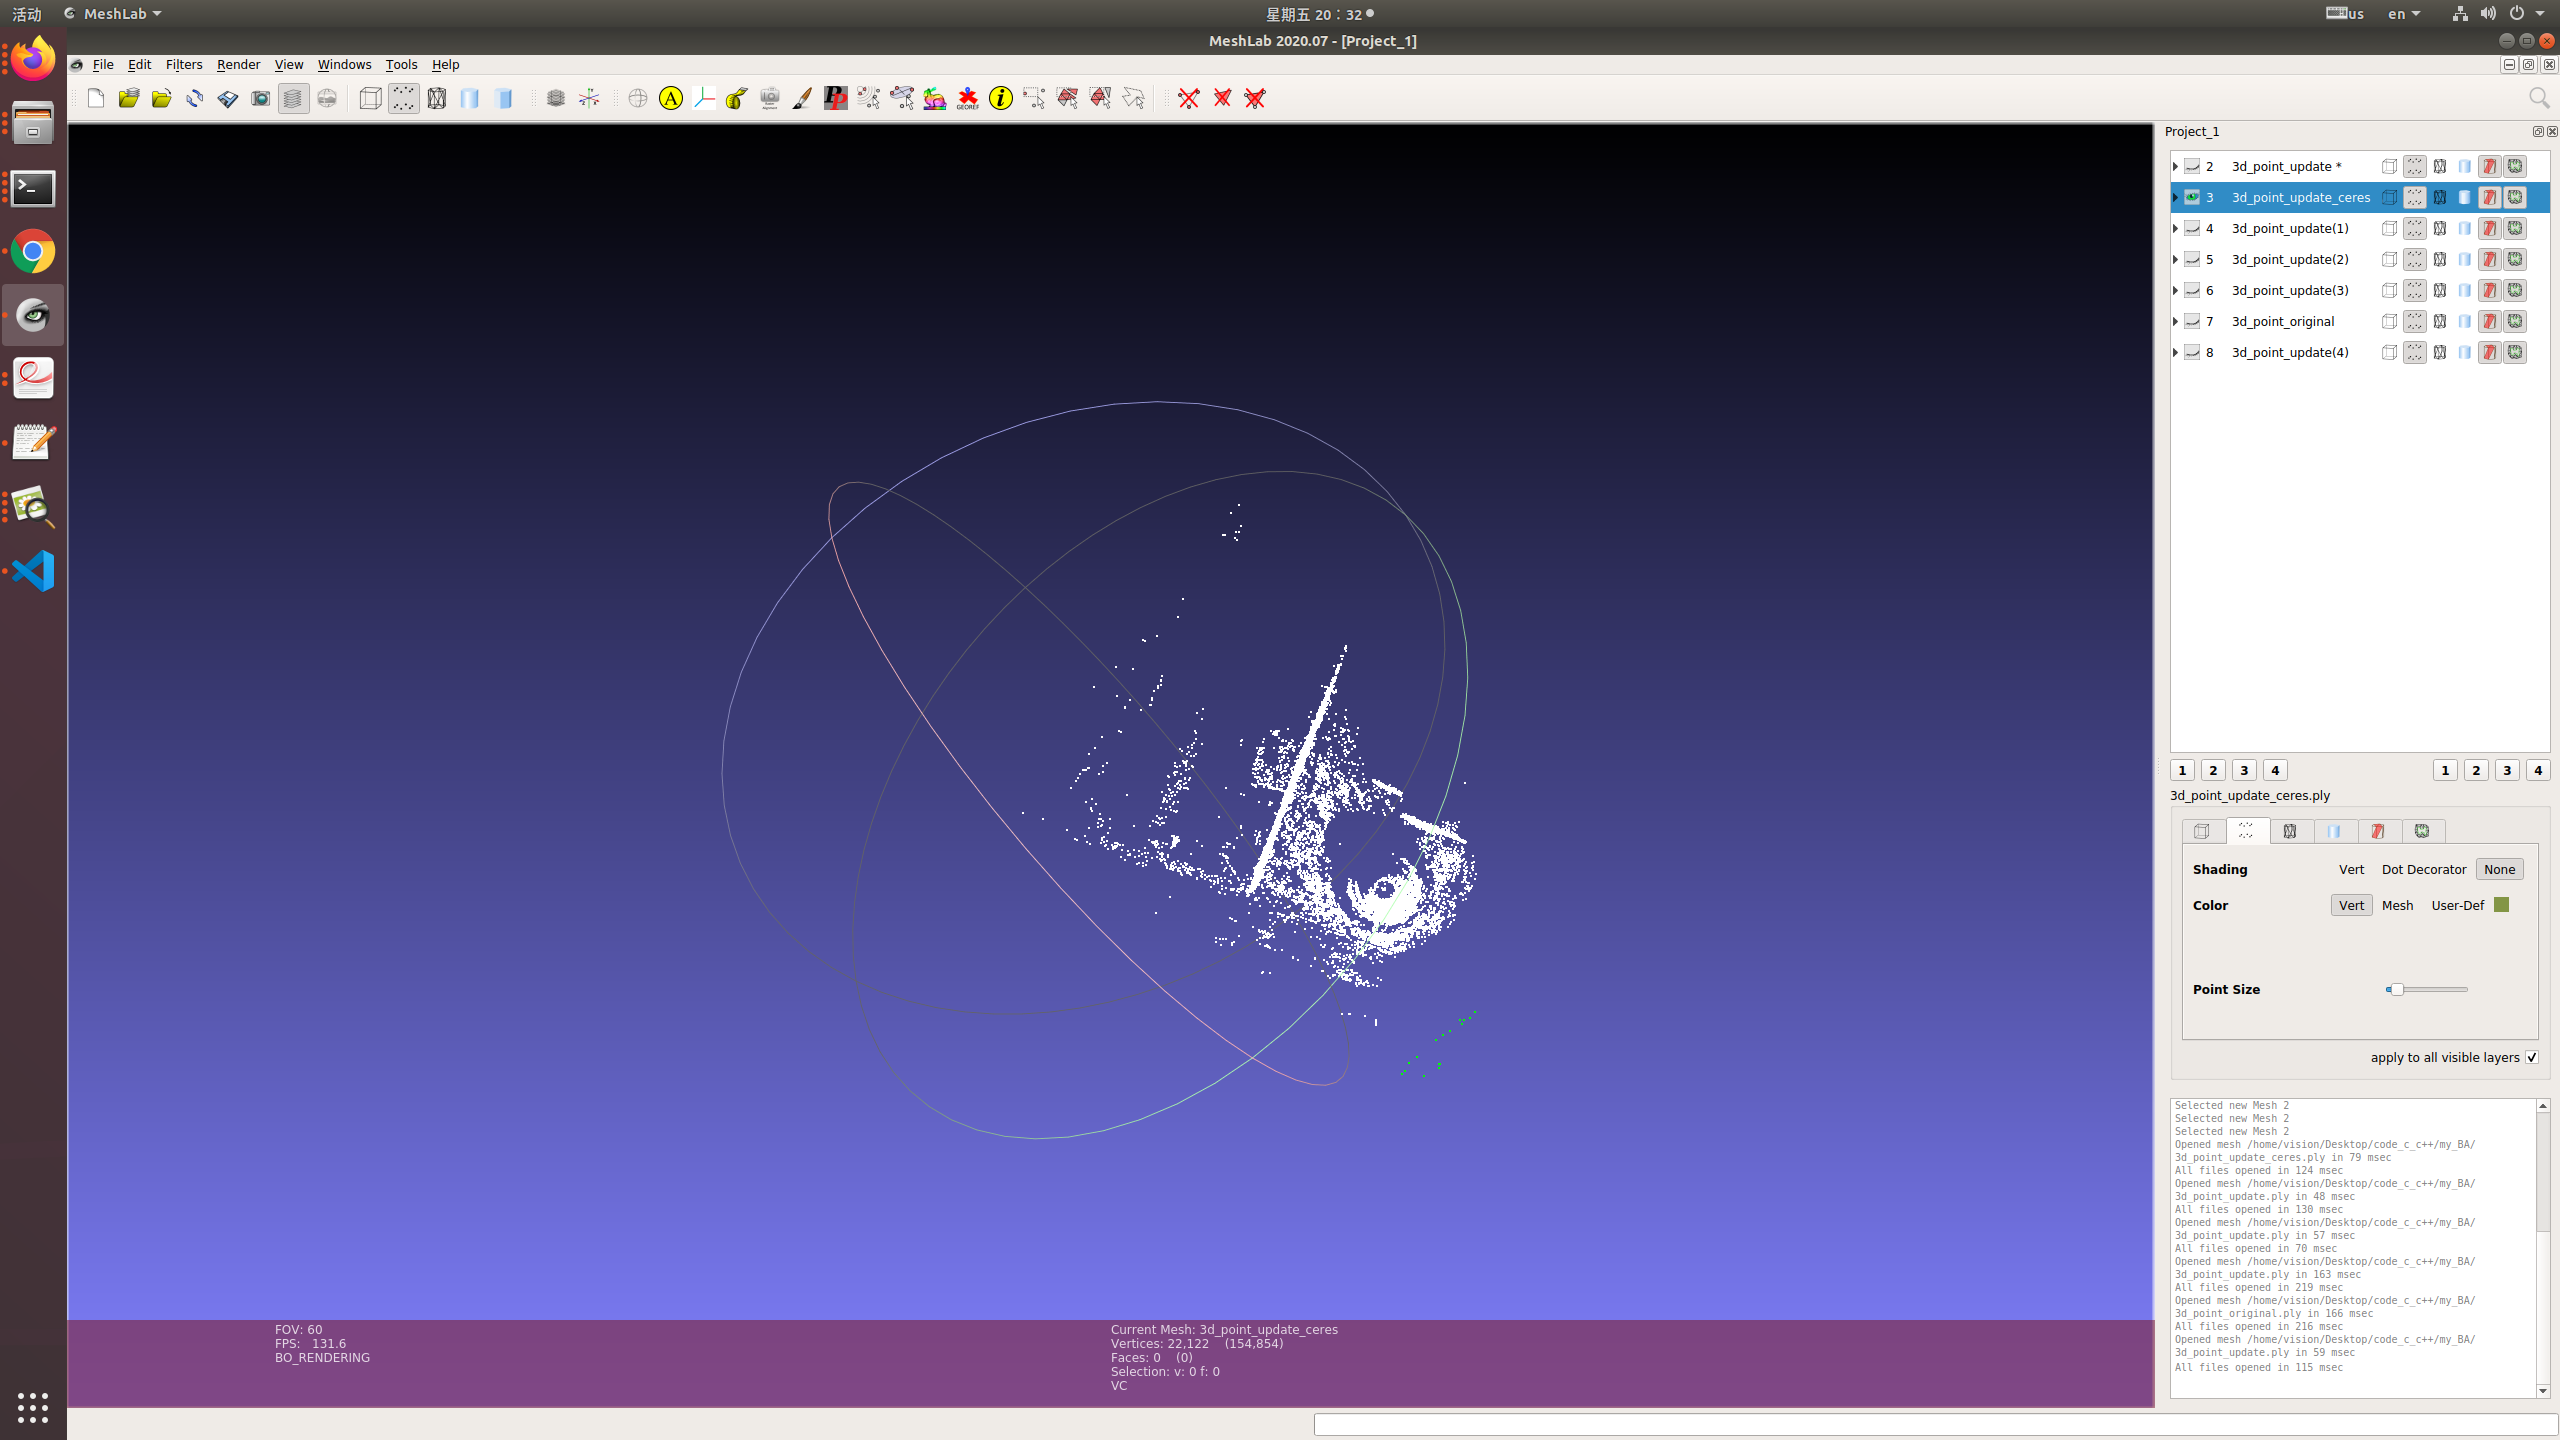 活动
MeshLab
星期五 20：32
us
en
MeshLab 2020.07 - [Project_1]
File Edit Filters Render View Windows Tools Help
A
PP
GEOREF
i
Project_1
2 3d_point_update *
3 3d_point_update_ceres
4 3d_point_update(1)
5 3d_point_update(2)
6 3d_point_update(3)
7 3d_point_original
8 3d_point_update(4)
1 2 3 4 1 2 3 4
3d_point_update_ceres.ply
Shading Vert Dot Decorator None
Color Vert Mesh User-Def
Point Size
apply to all visible layers
Selected new Mesh 2
Selected new Mesh 2
Selected new Mesh 2
Opened mesh /home/vision/Desktop/code_c_c++/my_BA/
3d_point_update_ceres.ply in 79 msec
All files opened in 124 msec
Opened mesh /home/vision/Desktop/code_c_c++/my_BA/
3d_point_update.ply in 48 msec
All files opened in 130 msec
Opened mesh /home/vision/Desktop/code_c_c++/my_BA/
3d_point_update.ply in 57 msec
All files opened in 70 msec
Opened mesh /home/vision/Desktop/code_c_c++/my_BA/
3d_point_update.ply in 163 msec
All files opened in 219 msec
Opened mesh /home/vision/Desktop/code_c_c++/my_BA/
3d_point_original.ply in 166 msec
All files opened in 216 msec
Opened mesh /home/vision/Desktop/code_c_c++/my_BA/
3d_point_update.ply in 59 msec
All files opened in 115 msec
FOV: 60
FPS: 131.6
BO_RENDERING
Current Mesh: 3d_point_update_ceres
Vertices: 22,122 (154,854)
Faces: 0 (0)
Selection: v: 0 f: 0
VC